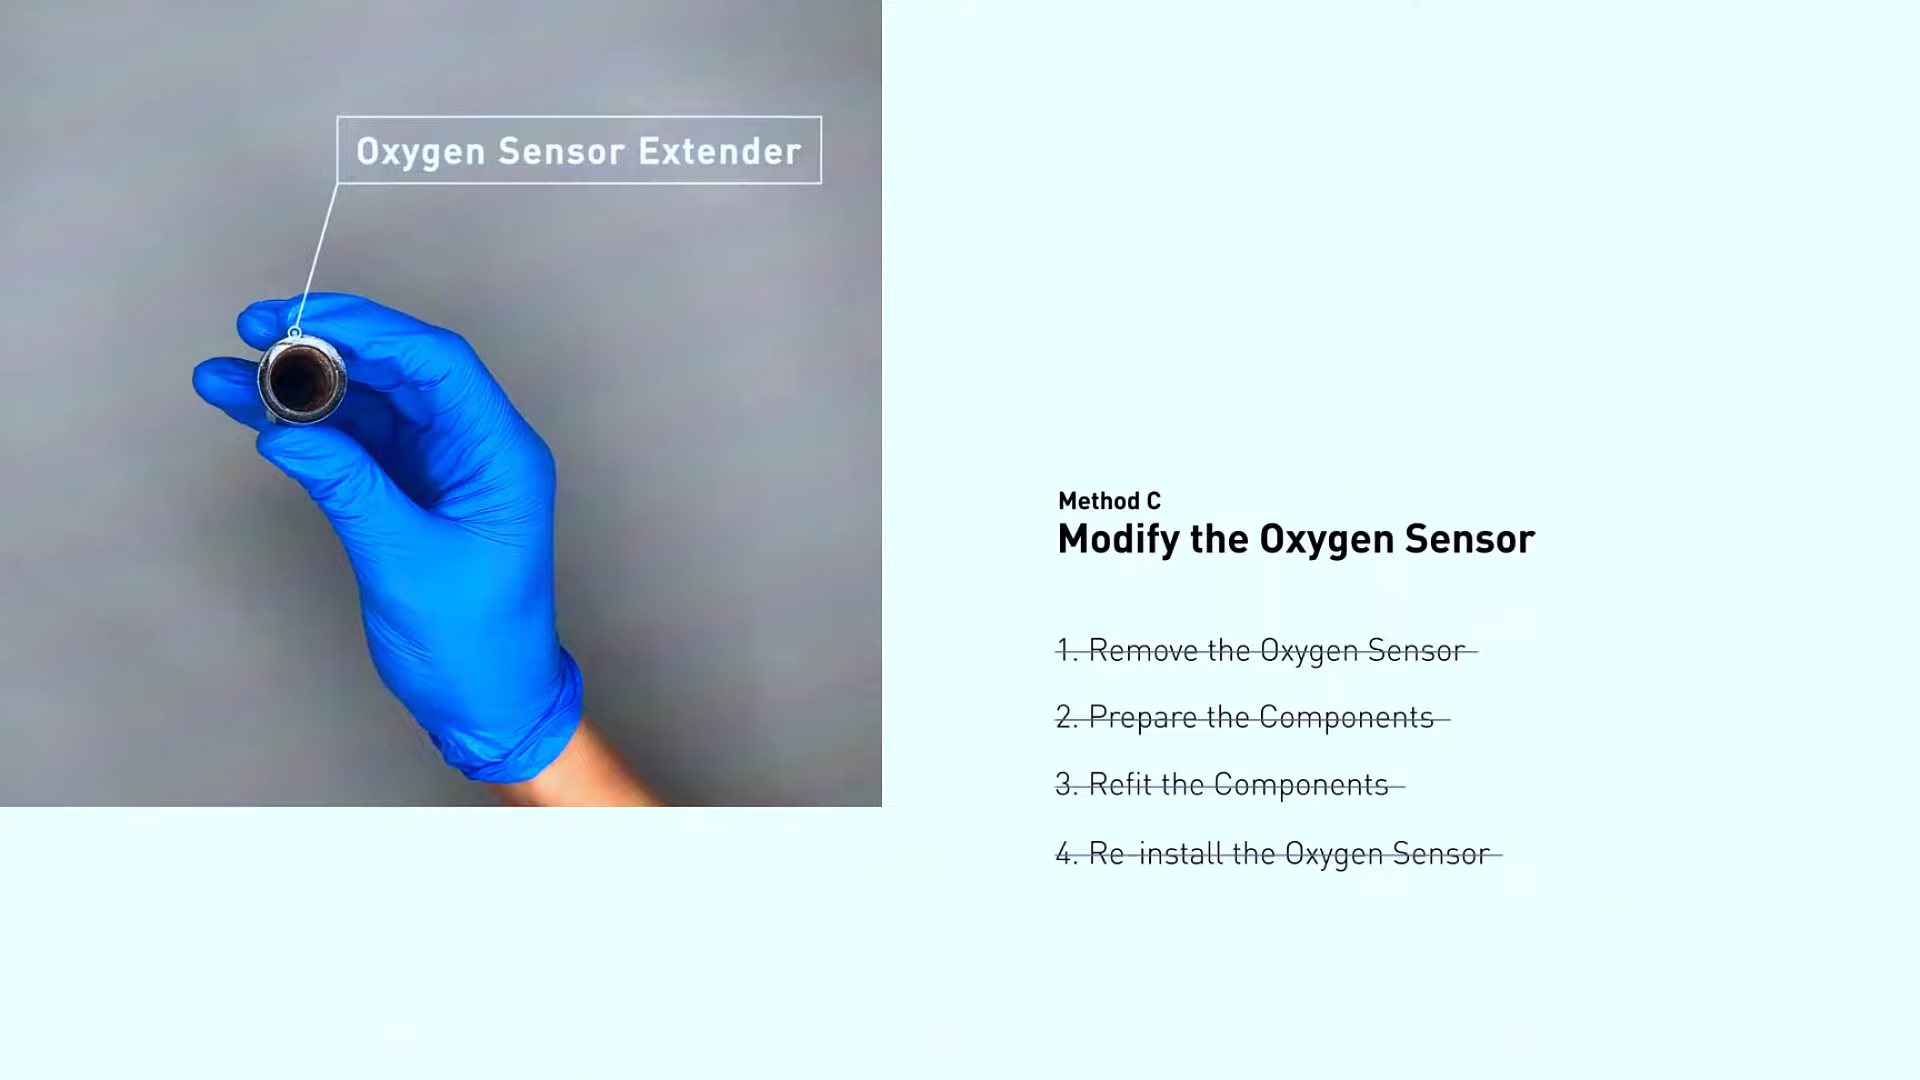 Oxygen Sensor Extender
Method C
Modify the Oxygen Sensor
1. Remove the Oxygen Sensor
2. Prepare the Components
3. Refit the Components
4. Re-install the Oxygen Sensor